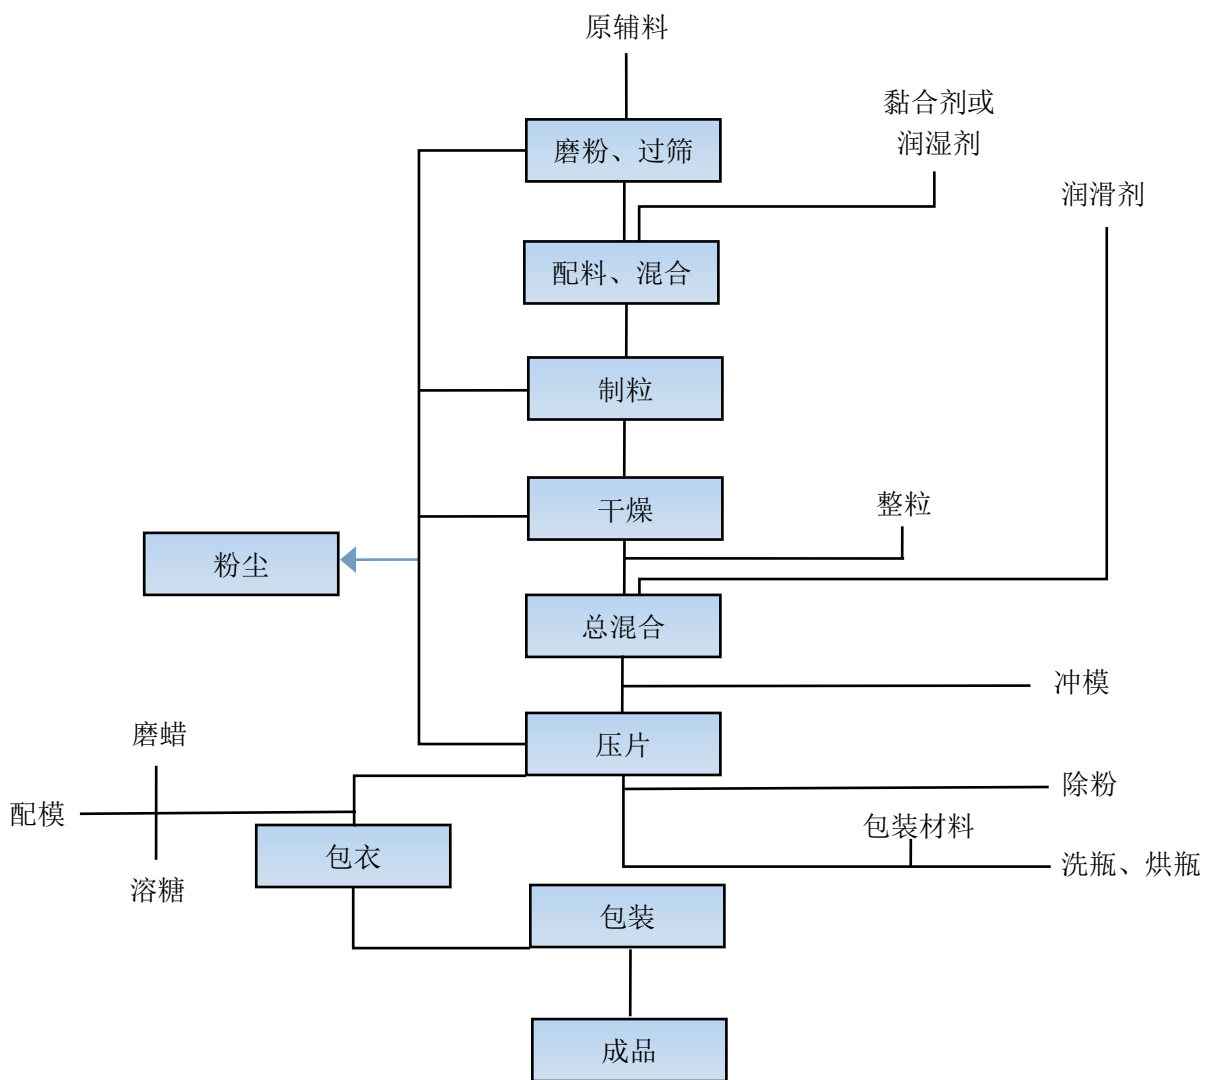 原辅料
黏合剂或
润湿剂
磨粉、过筛
润滑剂
配料、混合
制粒
干燥
整粒
粉尘
总混合
冲模
压片
磨蜡
除粉
配模
包装材料
包衣
洗瓶、烘瓶
溶糖
包装
成品